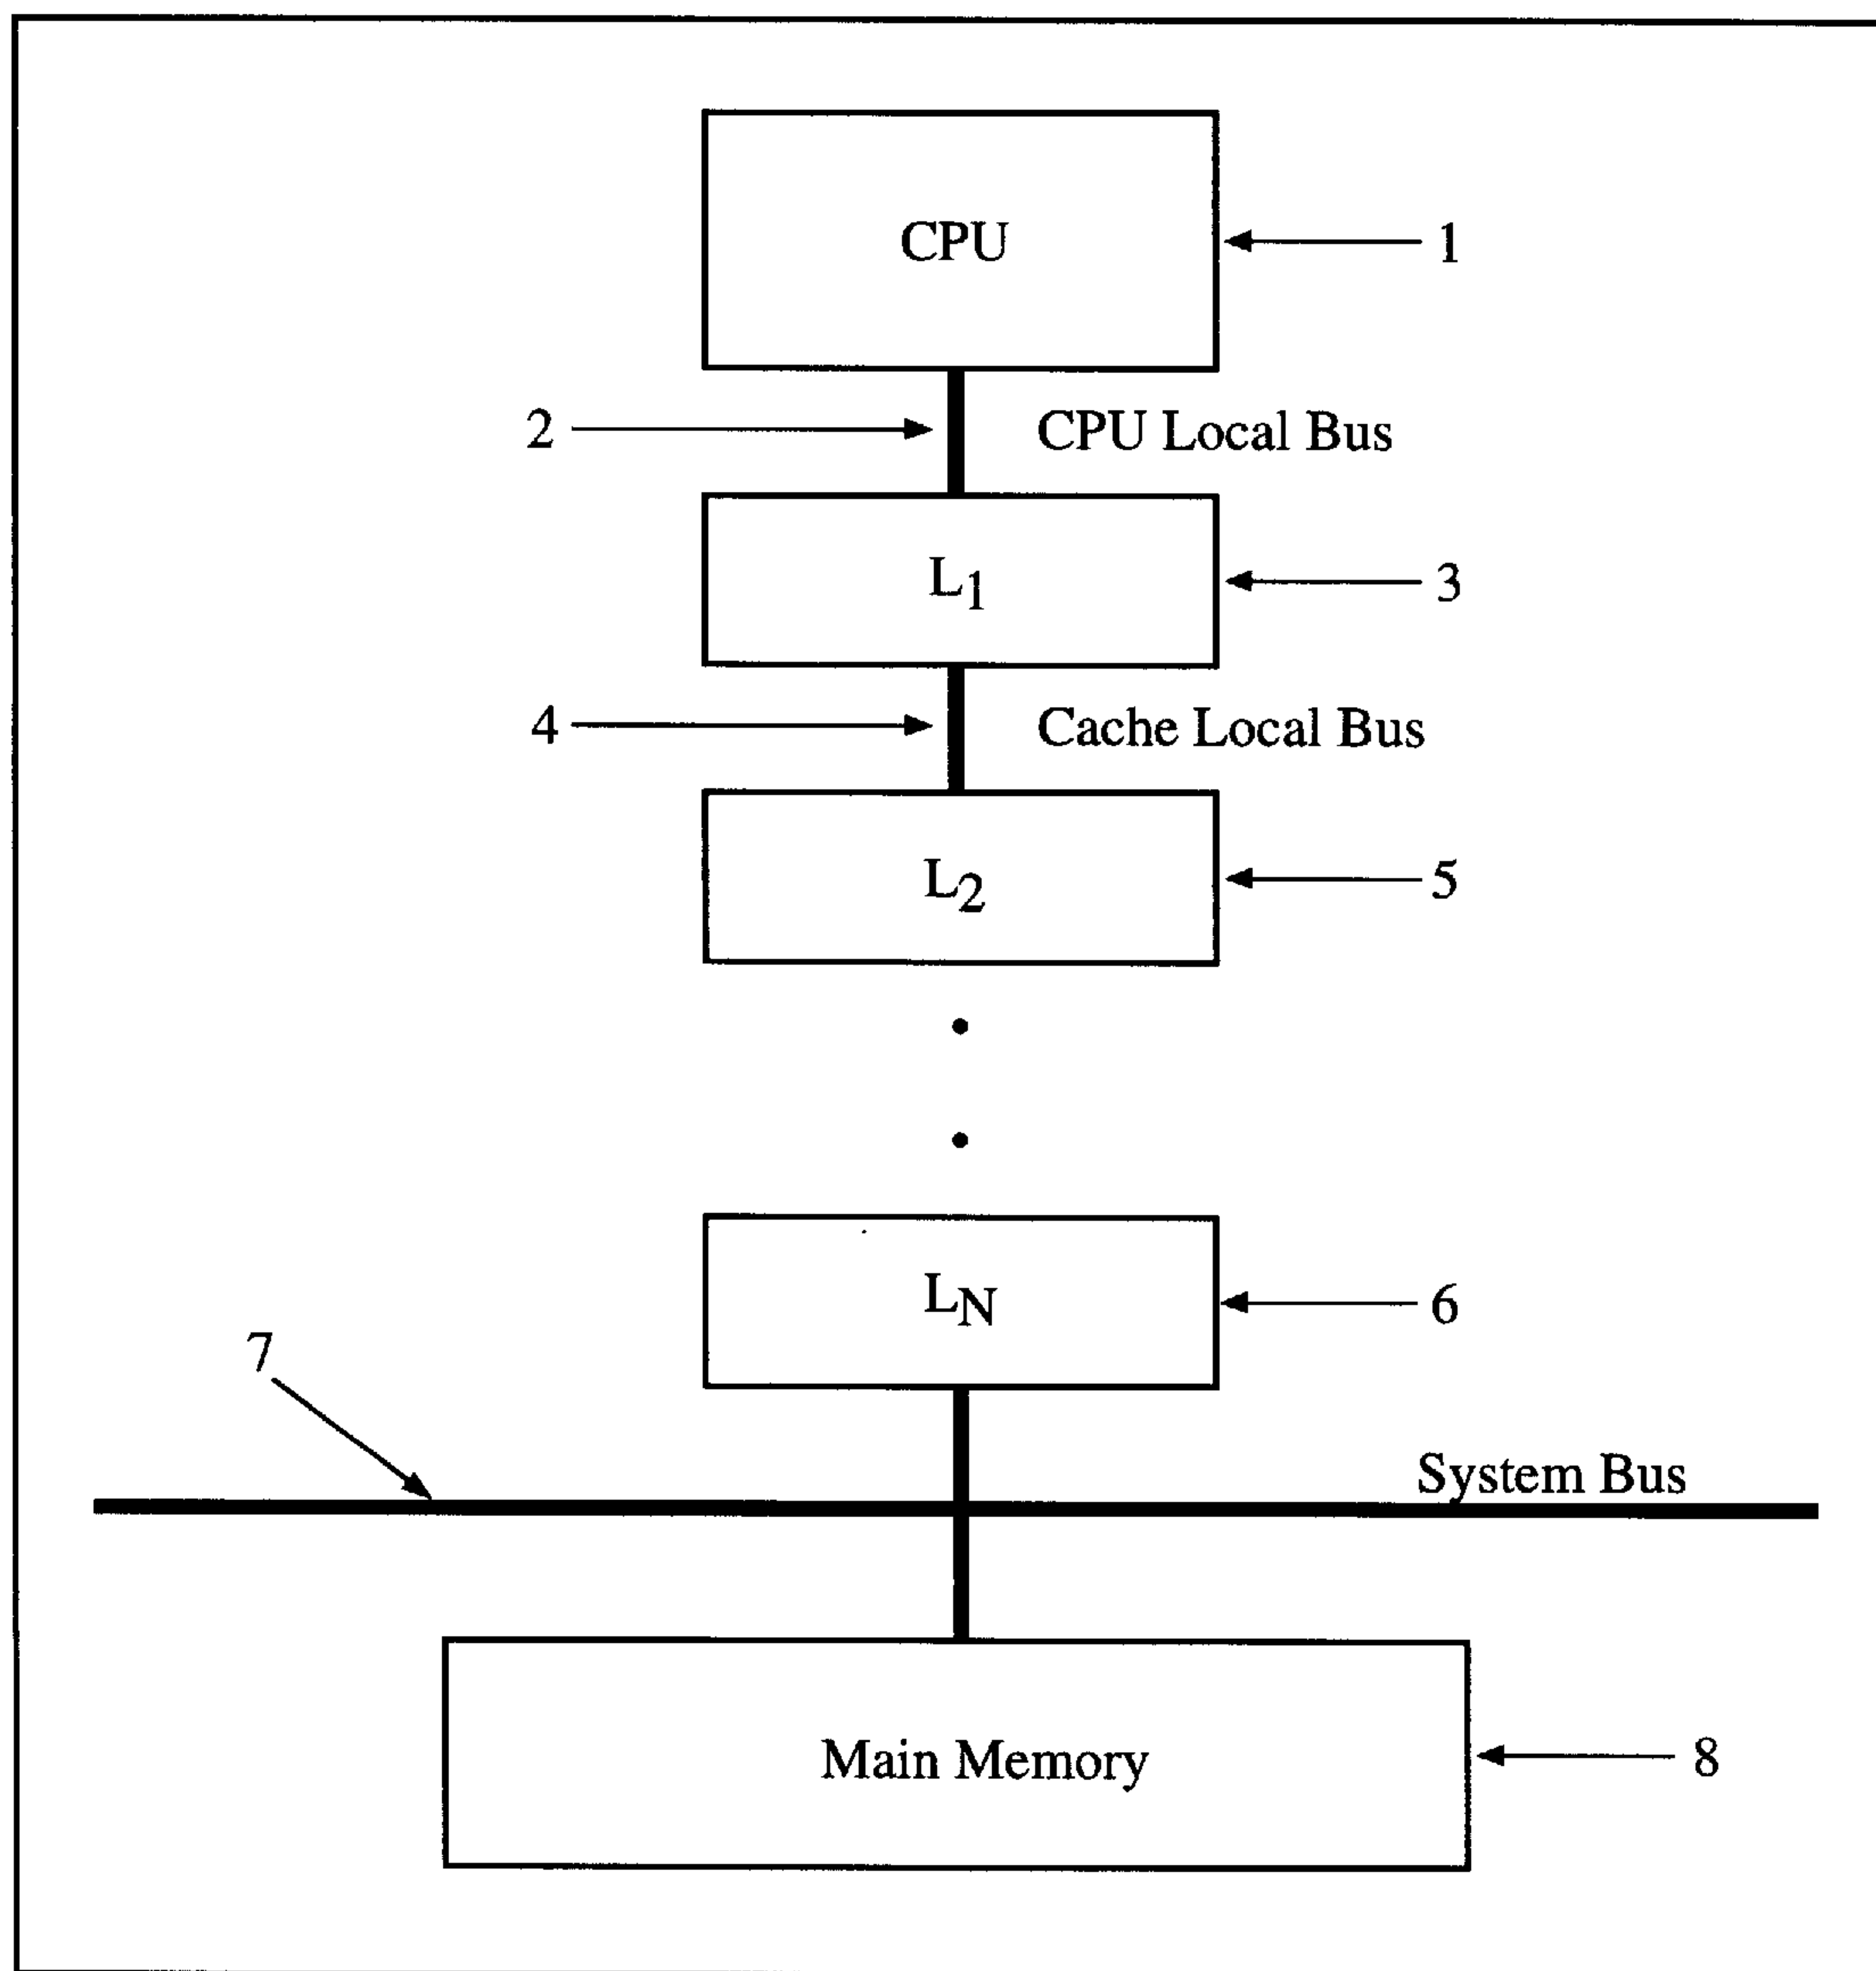 CPU
1
2
CPU Local Bus
L1
3
4
Cache Local Bus
L2
5
LN
6
7
System Bus
Main Memory
8